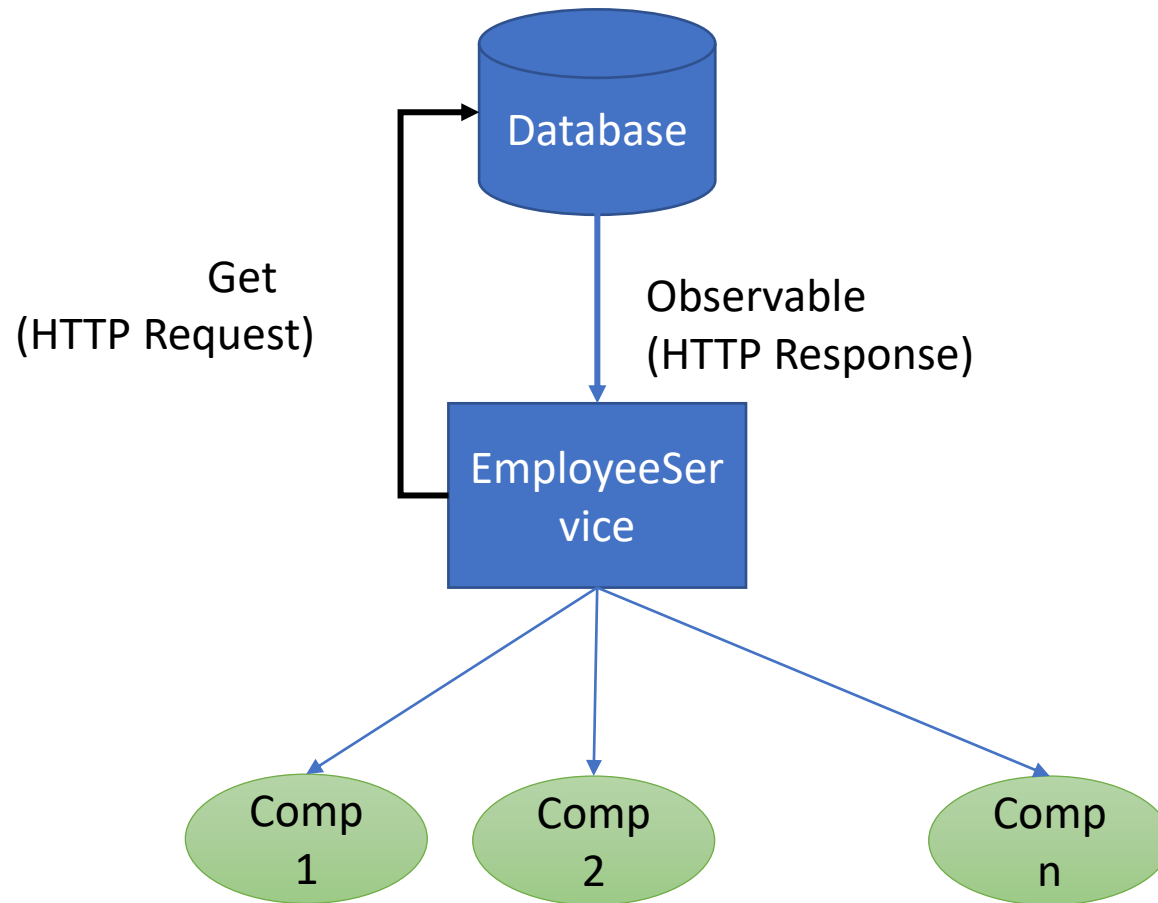 Database
Get
(HTTP Request)
Observable
(HTTP Response)
EmployeeSer
vice
Comp
1
Comp
2
Comp
n